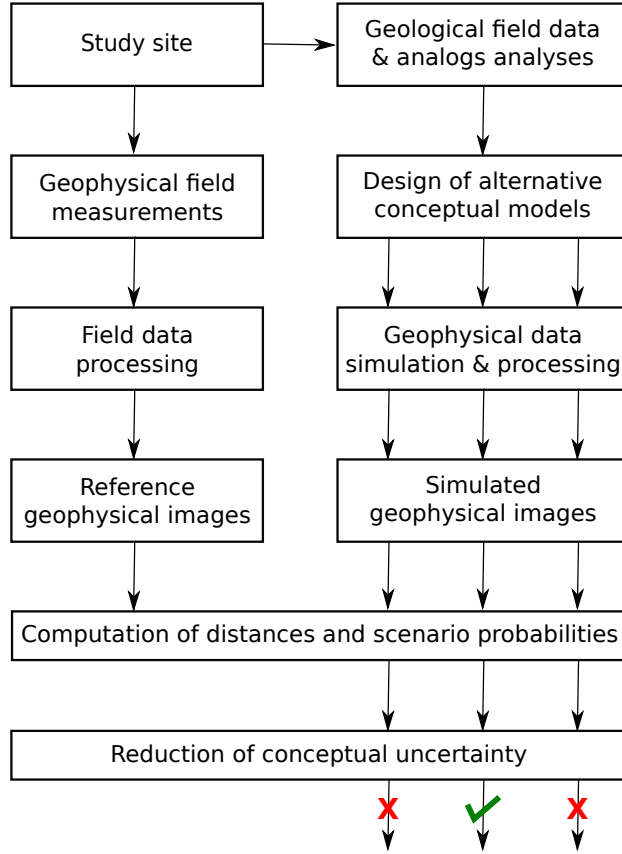 Study site
Geological field data
& analogs analyses
Geophysical field
measurements
Design of alternative
conceptual models
Field data
processing
Geophysical data
simulation & processing
Reference
geophysical images
Simulated
geophysical images
Computation of distances and scenario probabilities
Reduction of conceptual uncertainty